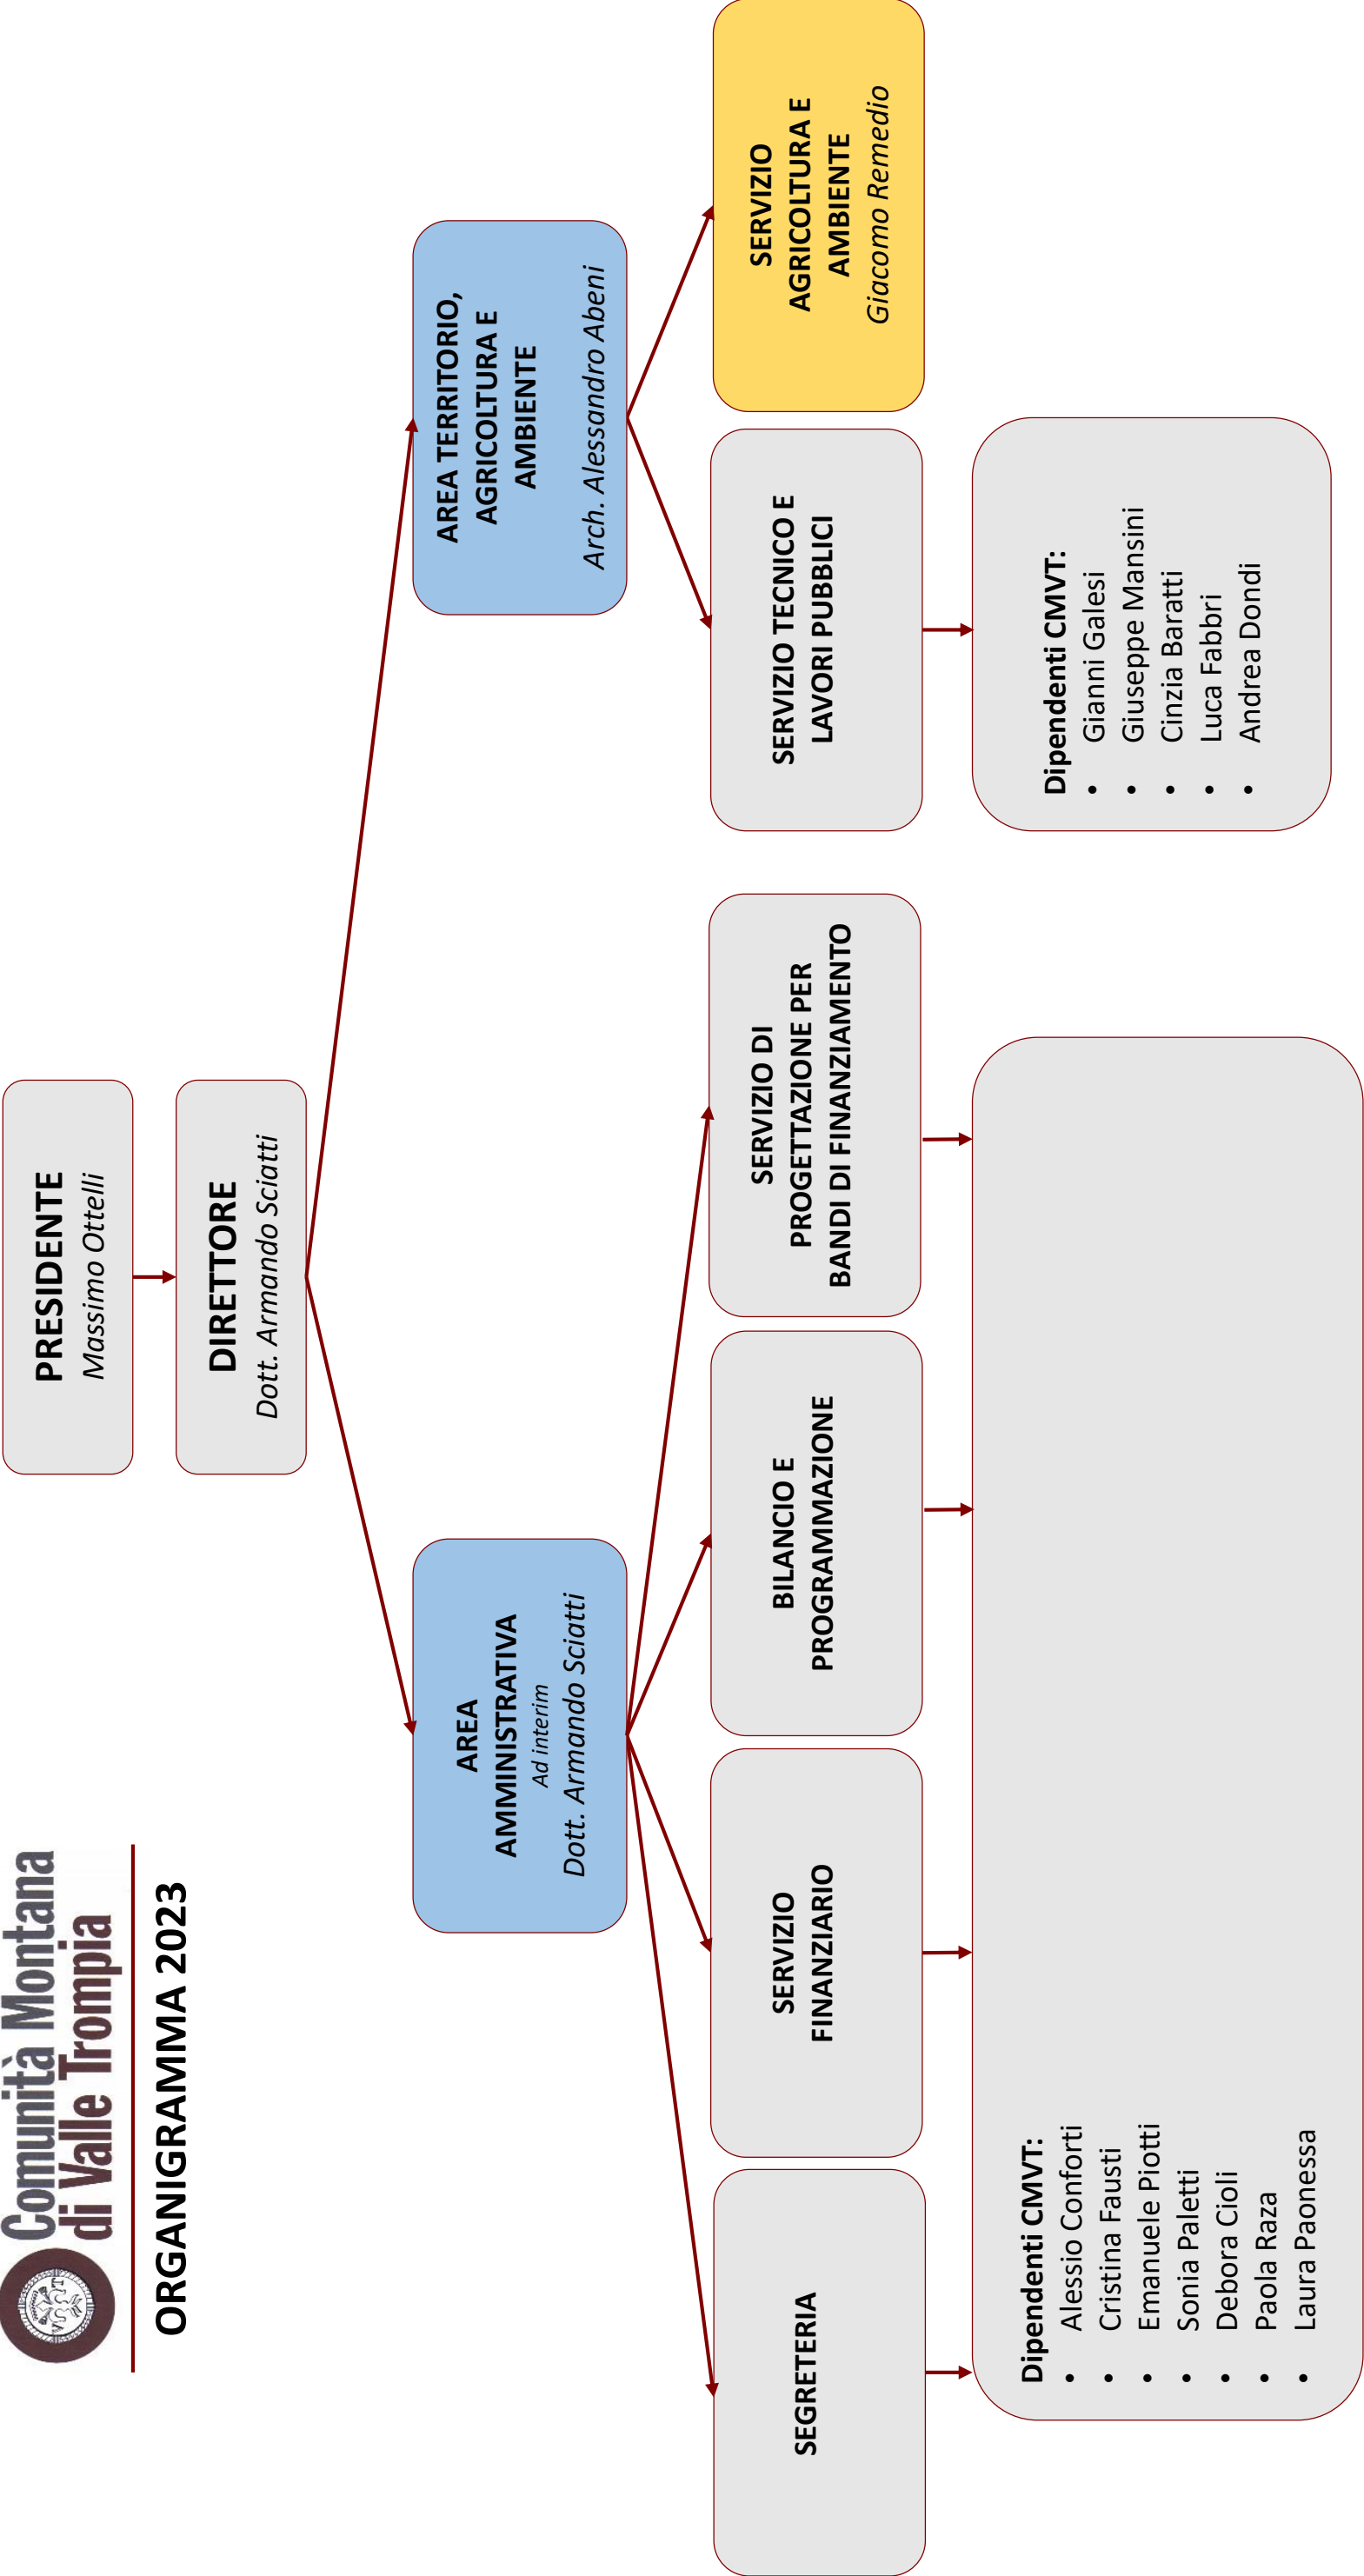 Comunità Montana
di Valle Trompia
ORGANIGRAMMA 2023
PRESIDENTE
Massimo Ottelli
DIRETTORE
Dott. Armando Sciatti
AREA
AMMINISTRATIVA
Ad interim
Dott. Armando Sciatti
AREA TERRITORIO,
AGRICOLTURA E
AMBIENTE
Arch. Alessandro Abeni
SEGRETERIA
SERVIZIO
FINANZIARIO
BILANCIO E
PROGRAMMAZIONE
SERVIZIO DI
PROGETTAZIONE PER
BANDI DI FINANZIAMENTO
SERVIZIO TECNICO E
LAVORI PUBBLICI
SERVIZIO
AGRICOLTURA E
AMBIENTE
Giacomo Remedio
Dipendenti CMVT:
• Alessio Conforti
• Cristina Fausti
• Emanuele Piotti
• Sonia Paletti
• Debora Cioli
• Paola Raza
• Laura Paonessa
Dipendenti CMVT:
• Gianni Galesi
• Giuseppe Mansini
• Cinzia Baratti
• Luca Fabbri
• Andrea Dondi